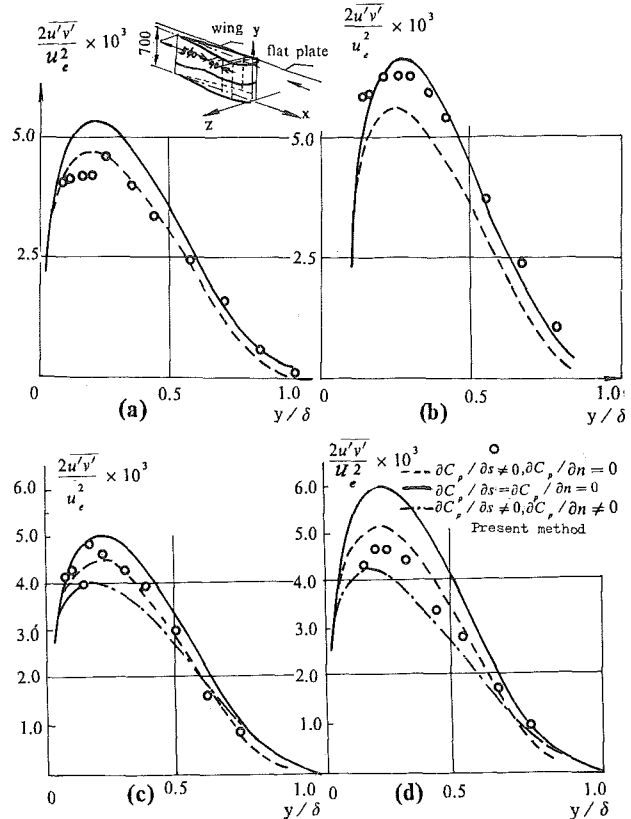 2u'v'/u_e^2 × 10^3
700
wing
y
flat plate
z
x
5.0
2.5
0
0.5
1.0
(a)
y/δ
2u'v'/u_e^2 × 10^3
5.0
2.5
0
0.5
1.0
(b)
y/δ
2u'v'/u_e^2 × 10^3
6.0
5.0
4.0
3.0
2.0
1.0
0
(c)
0.5
1.0
y/δ
2u'v'/u_e^2 × 10^3
∂C_p/∂s ≠ 0, ∂C_p/∂n = 0
∂C_p/∂s = ∂C_p/∂n = 0
∂C_p/∂s ≠ 0, ∂C_p/∂n ≠ 0
Present method
6.0
5.0
4.0
3.0
2.0
1.0
0
0.5
(d)
1.0
y/δ